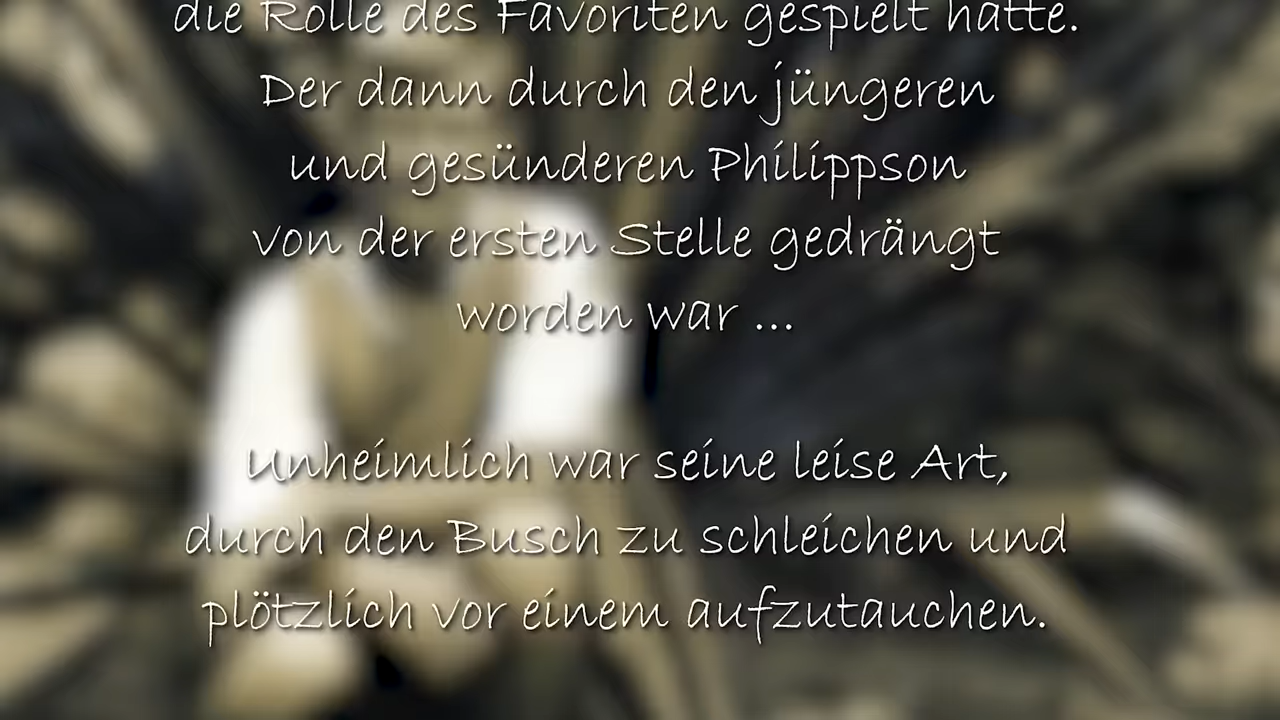 die Rolle des Favoriten gespielt hatte.
Der dann durch den jüngeren
und gesünderen Philippson
von der ersten Stelle gedrängt
worden war ...
Unheimlich war seine leise Art,
durch den Busch zu schleichen und
plötzlich vor einem aufzutauchen.